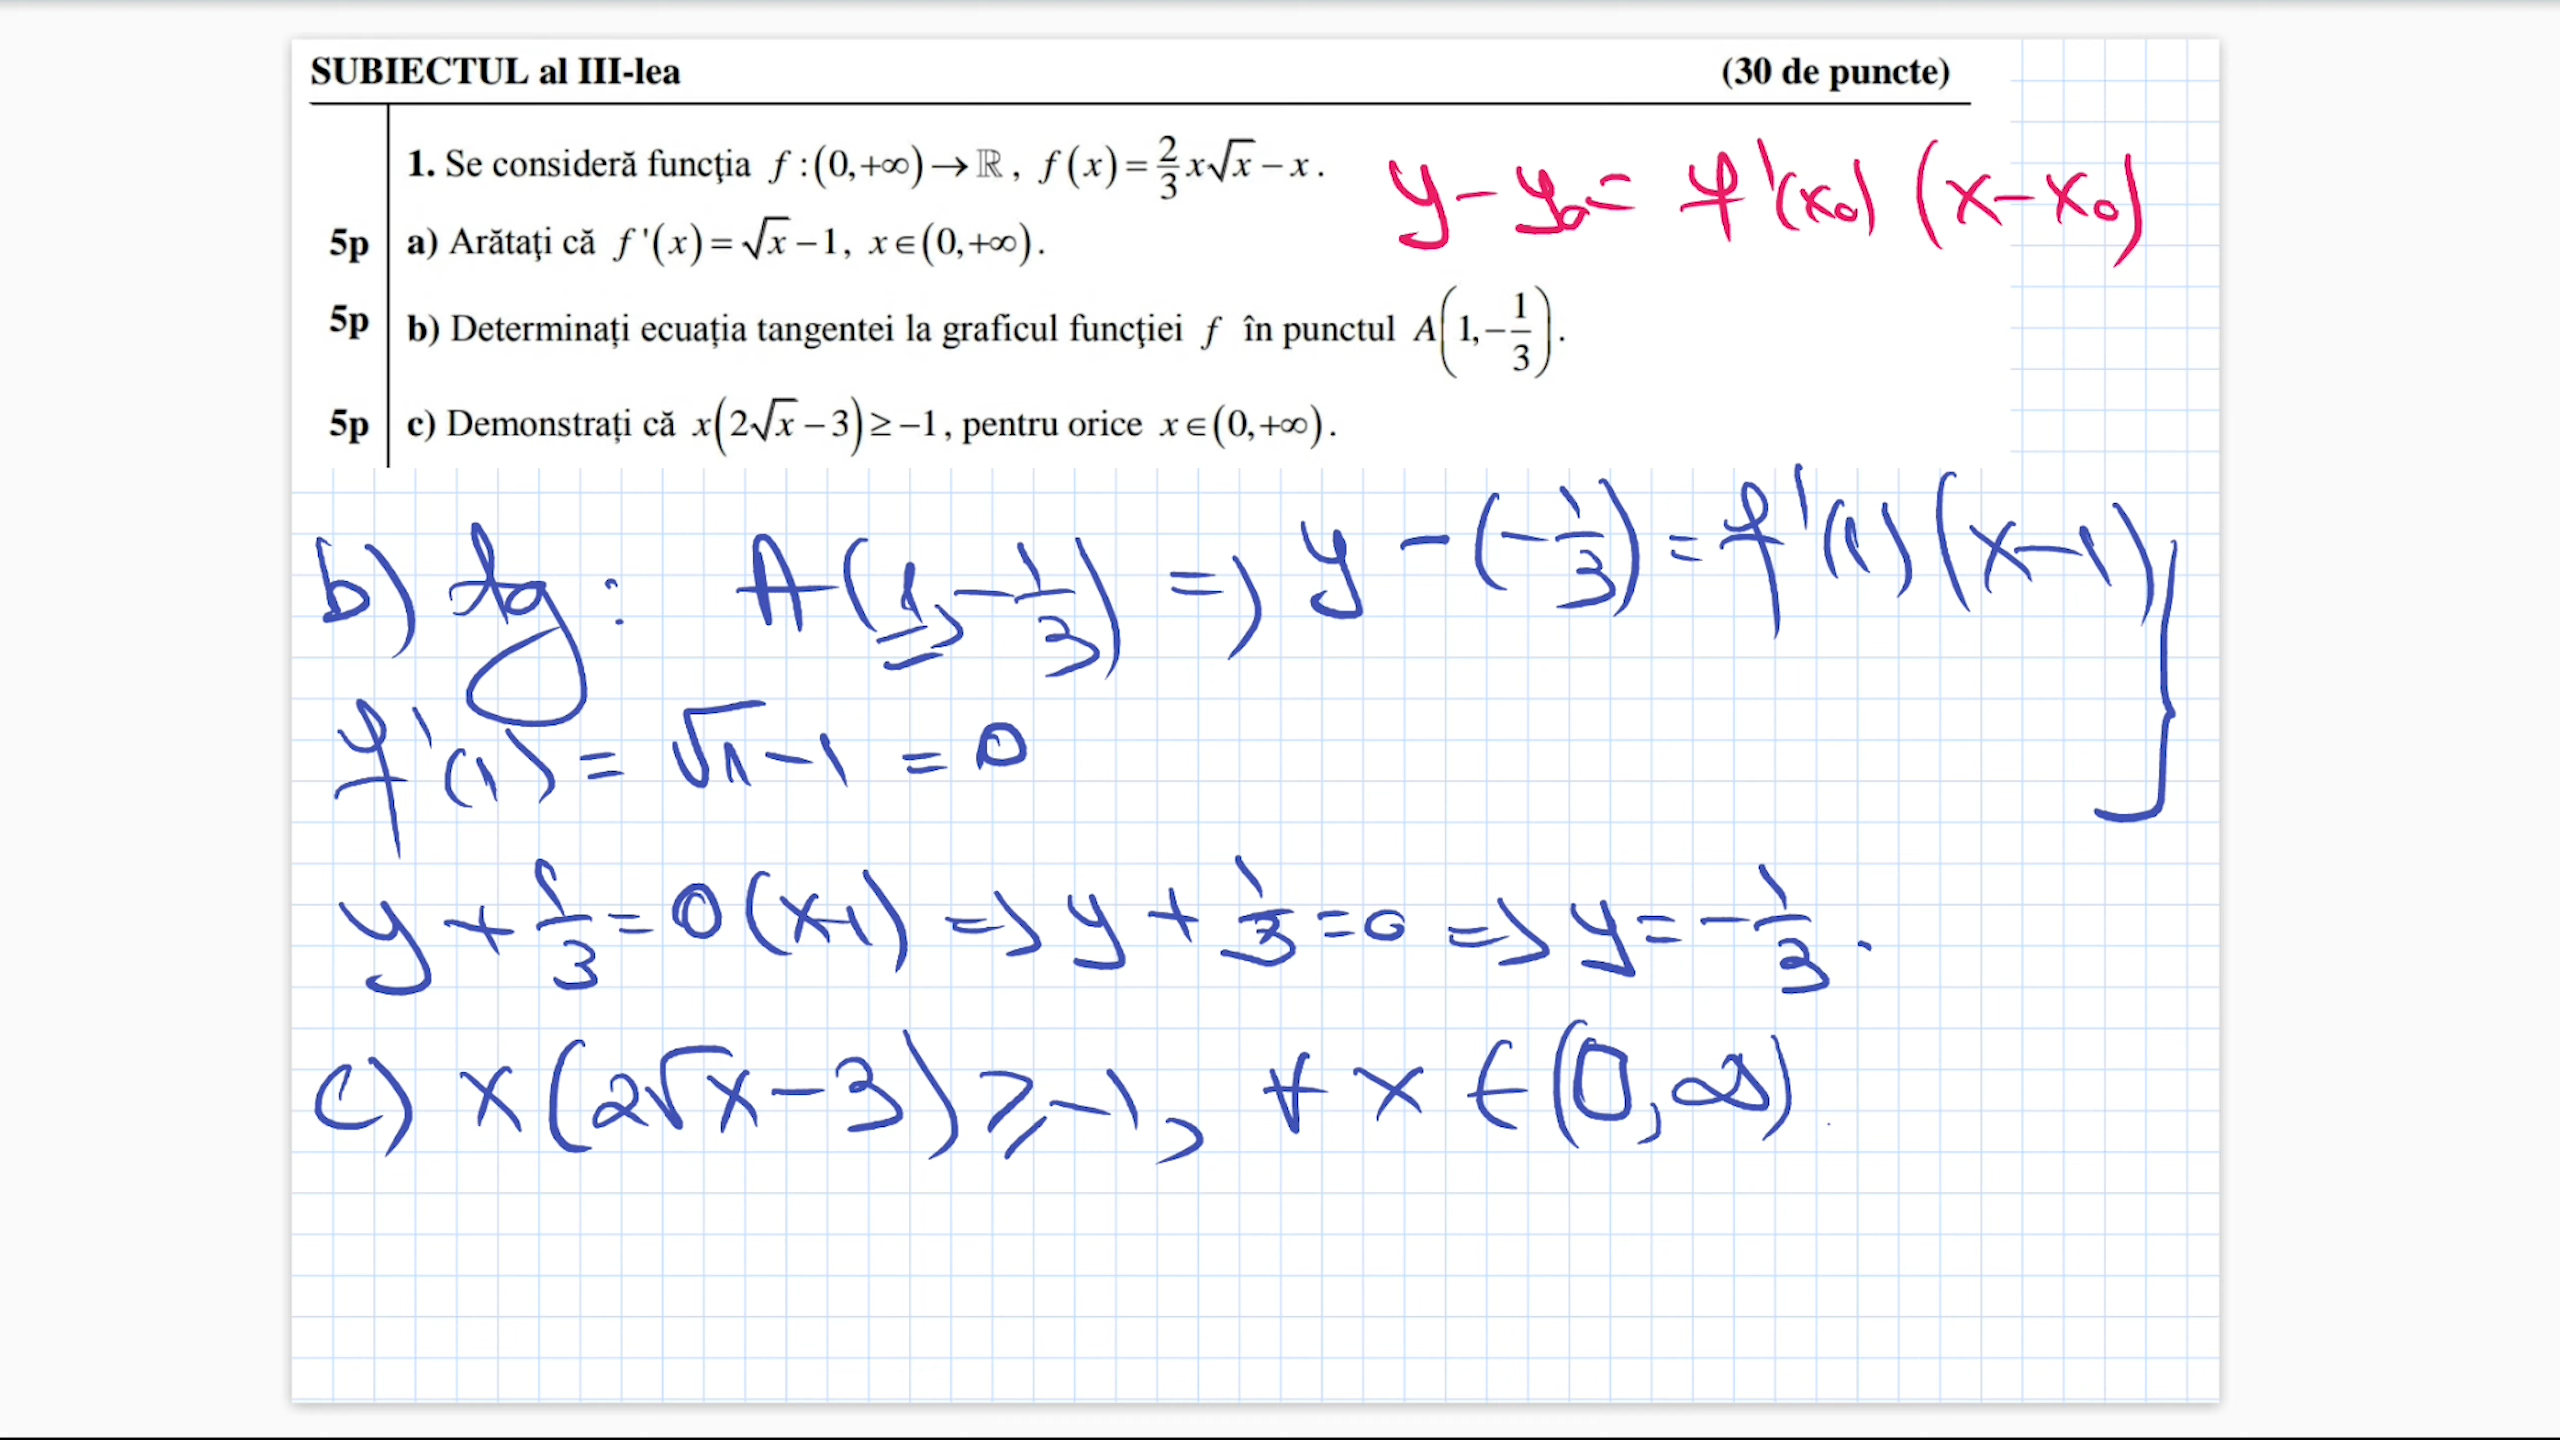 SUBIECTUL al III-lea (30 de puncte)
1. Se consideră funcţia f:(0,+∞)→ℝ, f(x)=2/3 x√x−x.
y-y₀= f'(x₀) (x-x₀)
5p a) Arătați că f'(x)=√x−1, x∈(0,+∞).
5p b) Determinați ecuația tangentei la graficul funcţiei f în punctul A(1,−1/3).
5p c) Demonstrați că x(2√x−3)≥−1, pentru orice x∈(0,+∞).
b) tg: A(1,-1/3) => y-(-1/3)=f'(1)(x-1)}
f'(1)=√1-1=0
y+1/3=0(x-1) => y+1/3=0 => y=-1/3.
c) x(2√x-3)≥-1, ∀ x∈(0,∞)